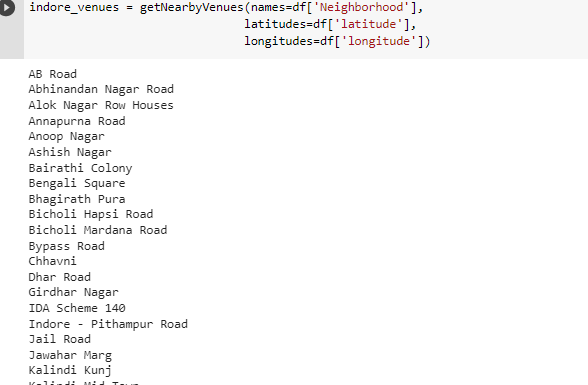 indore_venues = getNearbyVenues(names=df['Neighborhood'],
latitudes=df['latitude'],
longitudes=df['longitude'])
AB Road
Abhinandan Nagar Road
Alok Nagar Row Houses
Annapurna Road
Anoop Nagar
Ashish Nagar
Bairathi Colony
Bengali Square
Bhagirath Pura
Bicholi Hapsi Road
Bicholi Mardana Road
Bypass Road
Chhavni
Dhar Road
Girdhar Nagar
IDA Scheme 140
Indore - Pithampur Road
Jail Road
Jawahar Marg
Kalindi Kunj
Kalindi Mid Town